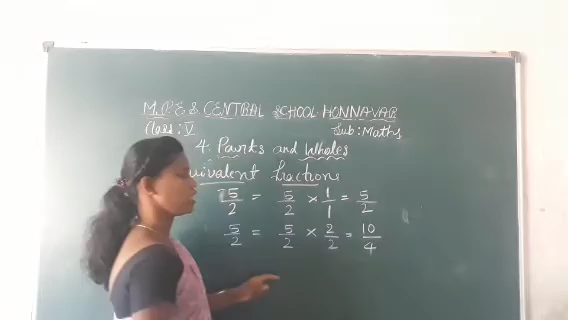 M.P.E.S. CENTRAL SCHOOL HONNAVAR
Class : V Sub : Maths
4. Parts and Wholes
uivalent fractions
5/2 = 5/2 × 1/1 = 5/2
5/2 = 5/2 × 2/2 = 10/4